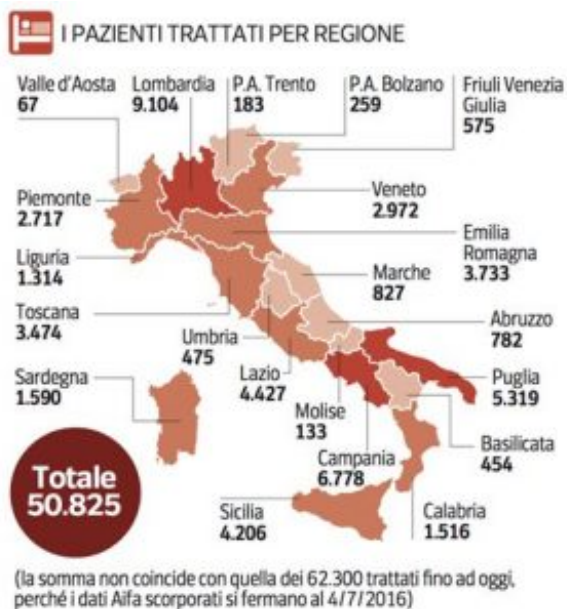 I PAZIENTI TRATTATI PER REGIONE
Valle d'Aosta
67
Lombardia
9.104
P.A. Trento
183
P.A. Bolzano
259
Friuli Venezia
Giulia
575
Piemonte
2.717
Veneto
2.972
Liguria
1.314
Emilia
Romagna
3.733
Marche
827
Toscana
3.474
Umbria
475
Abruzzo
782
Lazio
4.427
Sardegna
1.590
Molise
133
Puglia
5.319
Campania
6.778
Basilicata
454
Totale
50.825
Sicilia
4.206
Calabria
1.516
(la somma non coincide con quella dei 62.300 trattati fino ad oggi,
perché i dati Aifa scorporati si fermano al 4/7/2016)